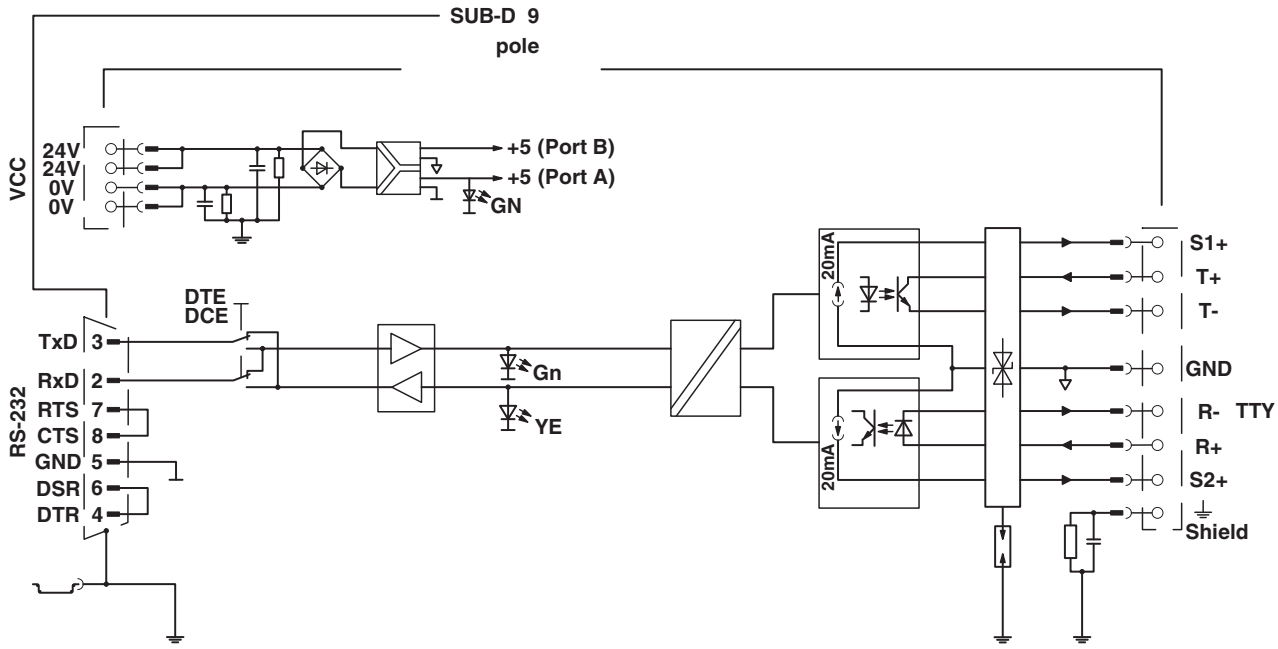 SUB-D 9
pole
VCC
24V
24V
0V
0V
+5 (Port B)
+5 (Port A)
GN
DTE
DCE
RS-232
TxD 3
RxD 2
RTS 7
CTS 8
GND 5
DSR 6
DTR 4
Gn
YE
20mA
20mA
S1+
T+
T-
GND
R- TTY
R+
S2+
Shield